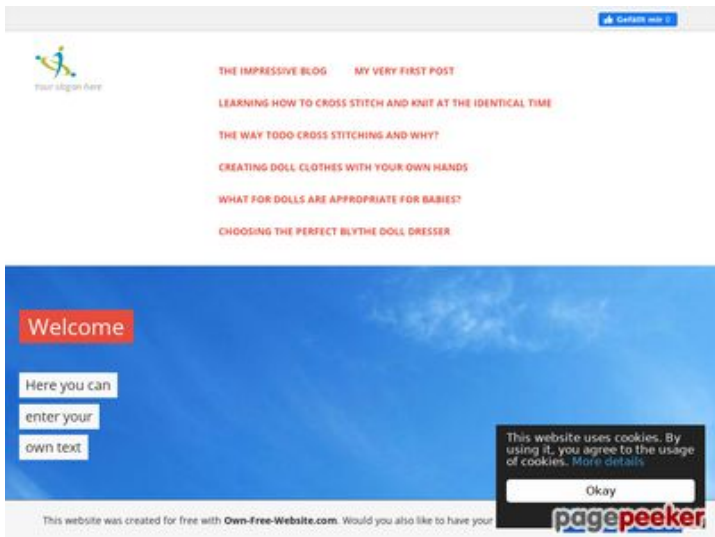 Gefällt mir 0
Your slogan here
THE IMPRESSIVE BLOG MY VERY FIRST POST
LEARNING HOW TO CROSS STITCH AND KNIT AT THE IDENTICAL TIME
THE WAY TODO CROSS STITCHING AND WHY?
CREATING DOLL CLOTHES WITH YOUR OWN HANDS
WHAT FOR DOLLS ARE APPROPRIATE FOR BABIES?
CHOOSING THE PERFECT BLYTHE DOLL DRESSER
Welcome
Here you can
enter your
own text
This website uses cookies. By
using it, you agree to the usage
of cookies. More details
Okay
This website was created for free with Own-Free-Website.com. Would you also like to have your
pagepeeker